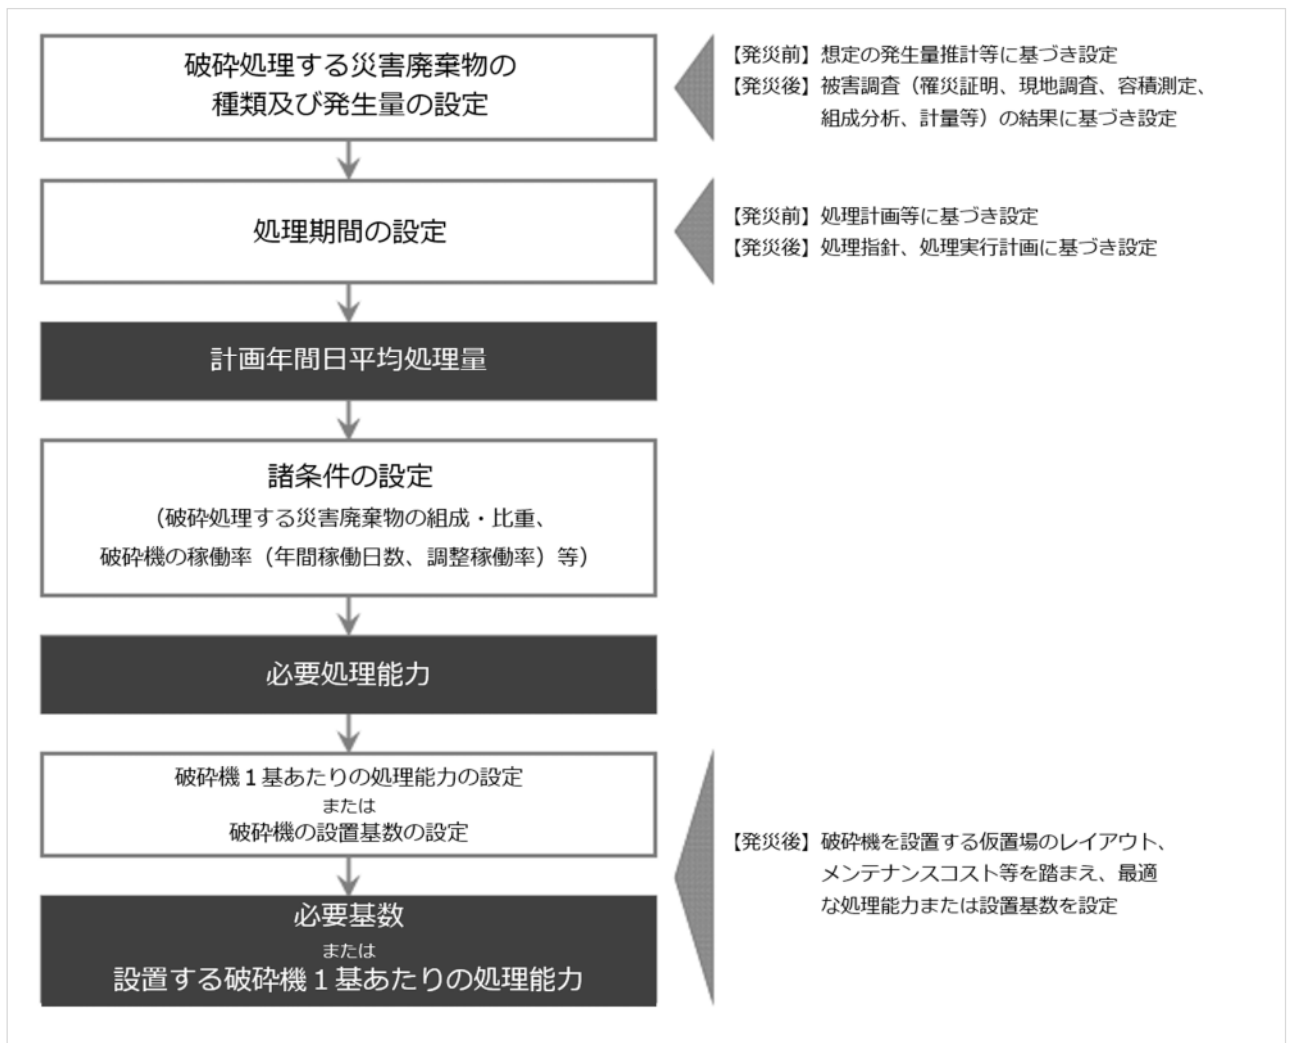 破砕処理する災害廃棄物の
種類及び発生量の設定
【発災前】想定の発生量推計等に基づき設定
【発災後】被害調査（罹災証明、現地調査、容積測定、
組成分析、計量等）の結果に基づき設定
処理期間の設定
【発災前】処理計画等に基づき設定
【発災後】処理指針、処理実行計画に基づき設定
計画年間日平均処理量
諸条件の設定
（破砕処理する災害廃棄物の組成・比重、
破砕機の稼働率（年間稼働日数、調整稼働率）等）
必要処理能力
破砕機１基あたりの処理能力の設定
または
破砕機の設置基数の設定
必要基数
または
設置する破砕機１基あたりの処理能力
【発災後】破砕機を設置する仮置場のレイアウト、
メンテナンスコスト等を踏まえ、最適
な処理能力または設置基数を設定